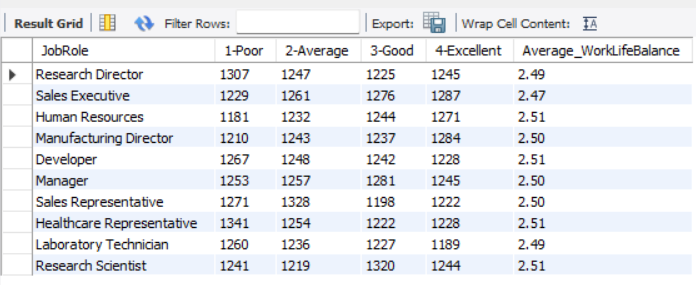 Result Grid Filter Rows: Export: Wrap Cell Content: IA
JobRole 1-Poor 2-Average 3-Good 4-Excellent Average_WorkLifeBalance
Research Director 1307 1247 1225 1245 2.49
Sales Executive 1229 1261 1276 1287 2.47
Human Resources 1181 1232 1244 1271 2.51
Manufacturing Director 1210 1243 1237 1284 2.50
Developer 1267 1248 1242 1228 2.51
Manager 1253 1257 1281 1245 2.50
Sales Representative 1271 1328 1198 1222 2.50
Healthcare Representative 1341 1254 1222 1228 2.51
Laboratory Technician 1260 1236 1227 1189 2.49
Research Scientist 1241 1219 1320 1244 2.51